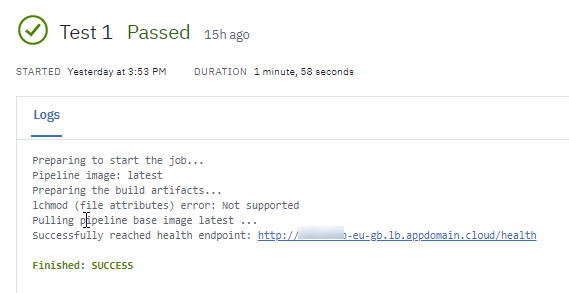 Test 1 Passed 15h ago
STARTED Yesterday at 3:53 PM DURATION 1 minute, 58 seconds
Logs
Preparing to start the job...
Pipeline image: latest
Preparing the build artifacts...
lchmod (file attributes) error: Not supported
Pulling pipeline base image latest ...
Successfully reached health endpoint: http:// -eu-gb.lb.appdomain.cloud/health
Finished: SUCCESS